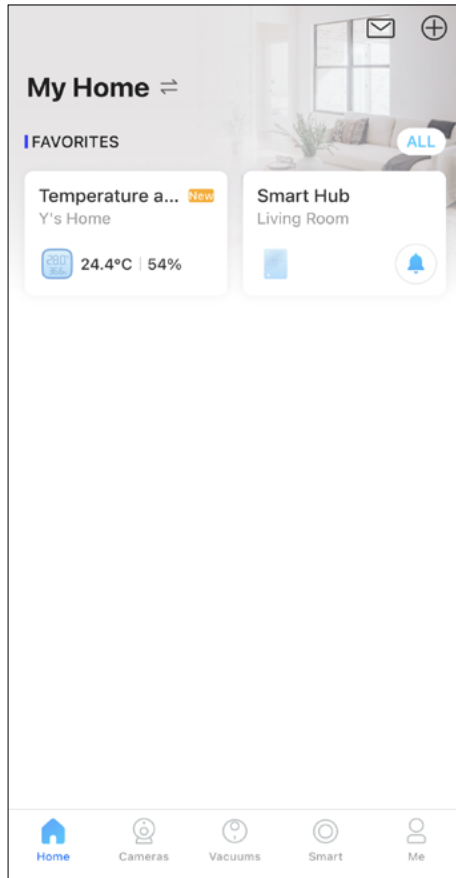 My Home
FAVORITES
ALL
Temperature a... New
Y's Home
24.4°C | 54%
Smart Hub
Living Room
Home
Cameras
Vacuums
Smart
Me